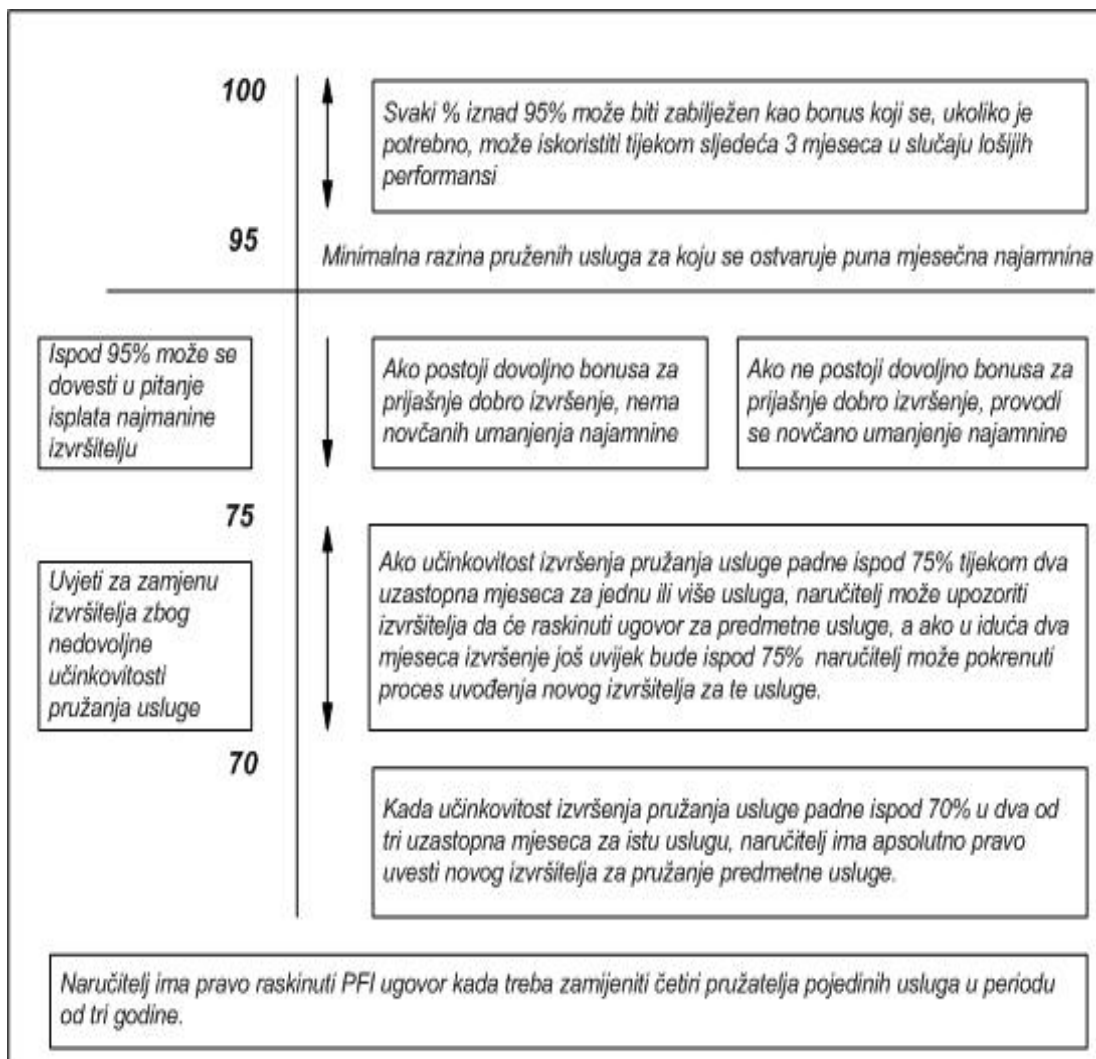 100
Svaki % iznad 95% može biti zabilježen kao bonus koji se, ukoliko je
potrebno, može iskoristiti tijekom sljedeća 3 mjeseca u slučaju lošijih
performansi
95
Minimalna razina pruženih usluga za koju se ostvaruje puna mjesečna najamnina
Ispod 95% može se
dovesti u pitanje
isplata najmanine
izvršitelju
Ako postoji dovoljno bonusa za
prijašnje dobro izvršenje, nema
novčanih umanjenja najamnine
Ako ne postoji dovoljno bonusa za
prijašnje dobro izvršenje, provodi
se novčano umanjenje najamnine
75
Uvjeti za zamjenu
izvršitelja zbog
nedovoljne
učinkovitosti
pružanja usluge
Ako učinkovitost izvršenja pružanja usluge padne ispod 75% tijekom dva
uzastopna mjeseca za jednu ili više usluga, naručitelj može upozoriti
izvršitelja da će raskinuti ugovor za predmetne usluge, a ako u iduća dva
mjeseca izvršenje još uvijek bude ispod 75% naručitelj može pokrenuti
proces uvođenja novog izvršitelja za te usluge.
70
Kada učinkovitost izvršenja pružanja usluge padne ispod 70% u dva od
tri uzastopna mjeseca za istu uslugu, naručitelj ima apsolutno pravo
uvesti novog izvršitelja za pružanje predmetne usluge.
Naručitelj ima pravo raskinuti PFI ugovor kada treba zamijeniti četiri pružatelja pojedinih usluga u periodu
od tri godine.